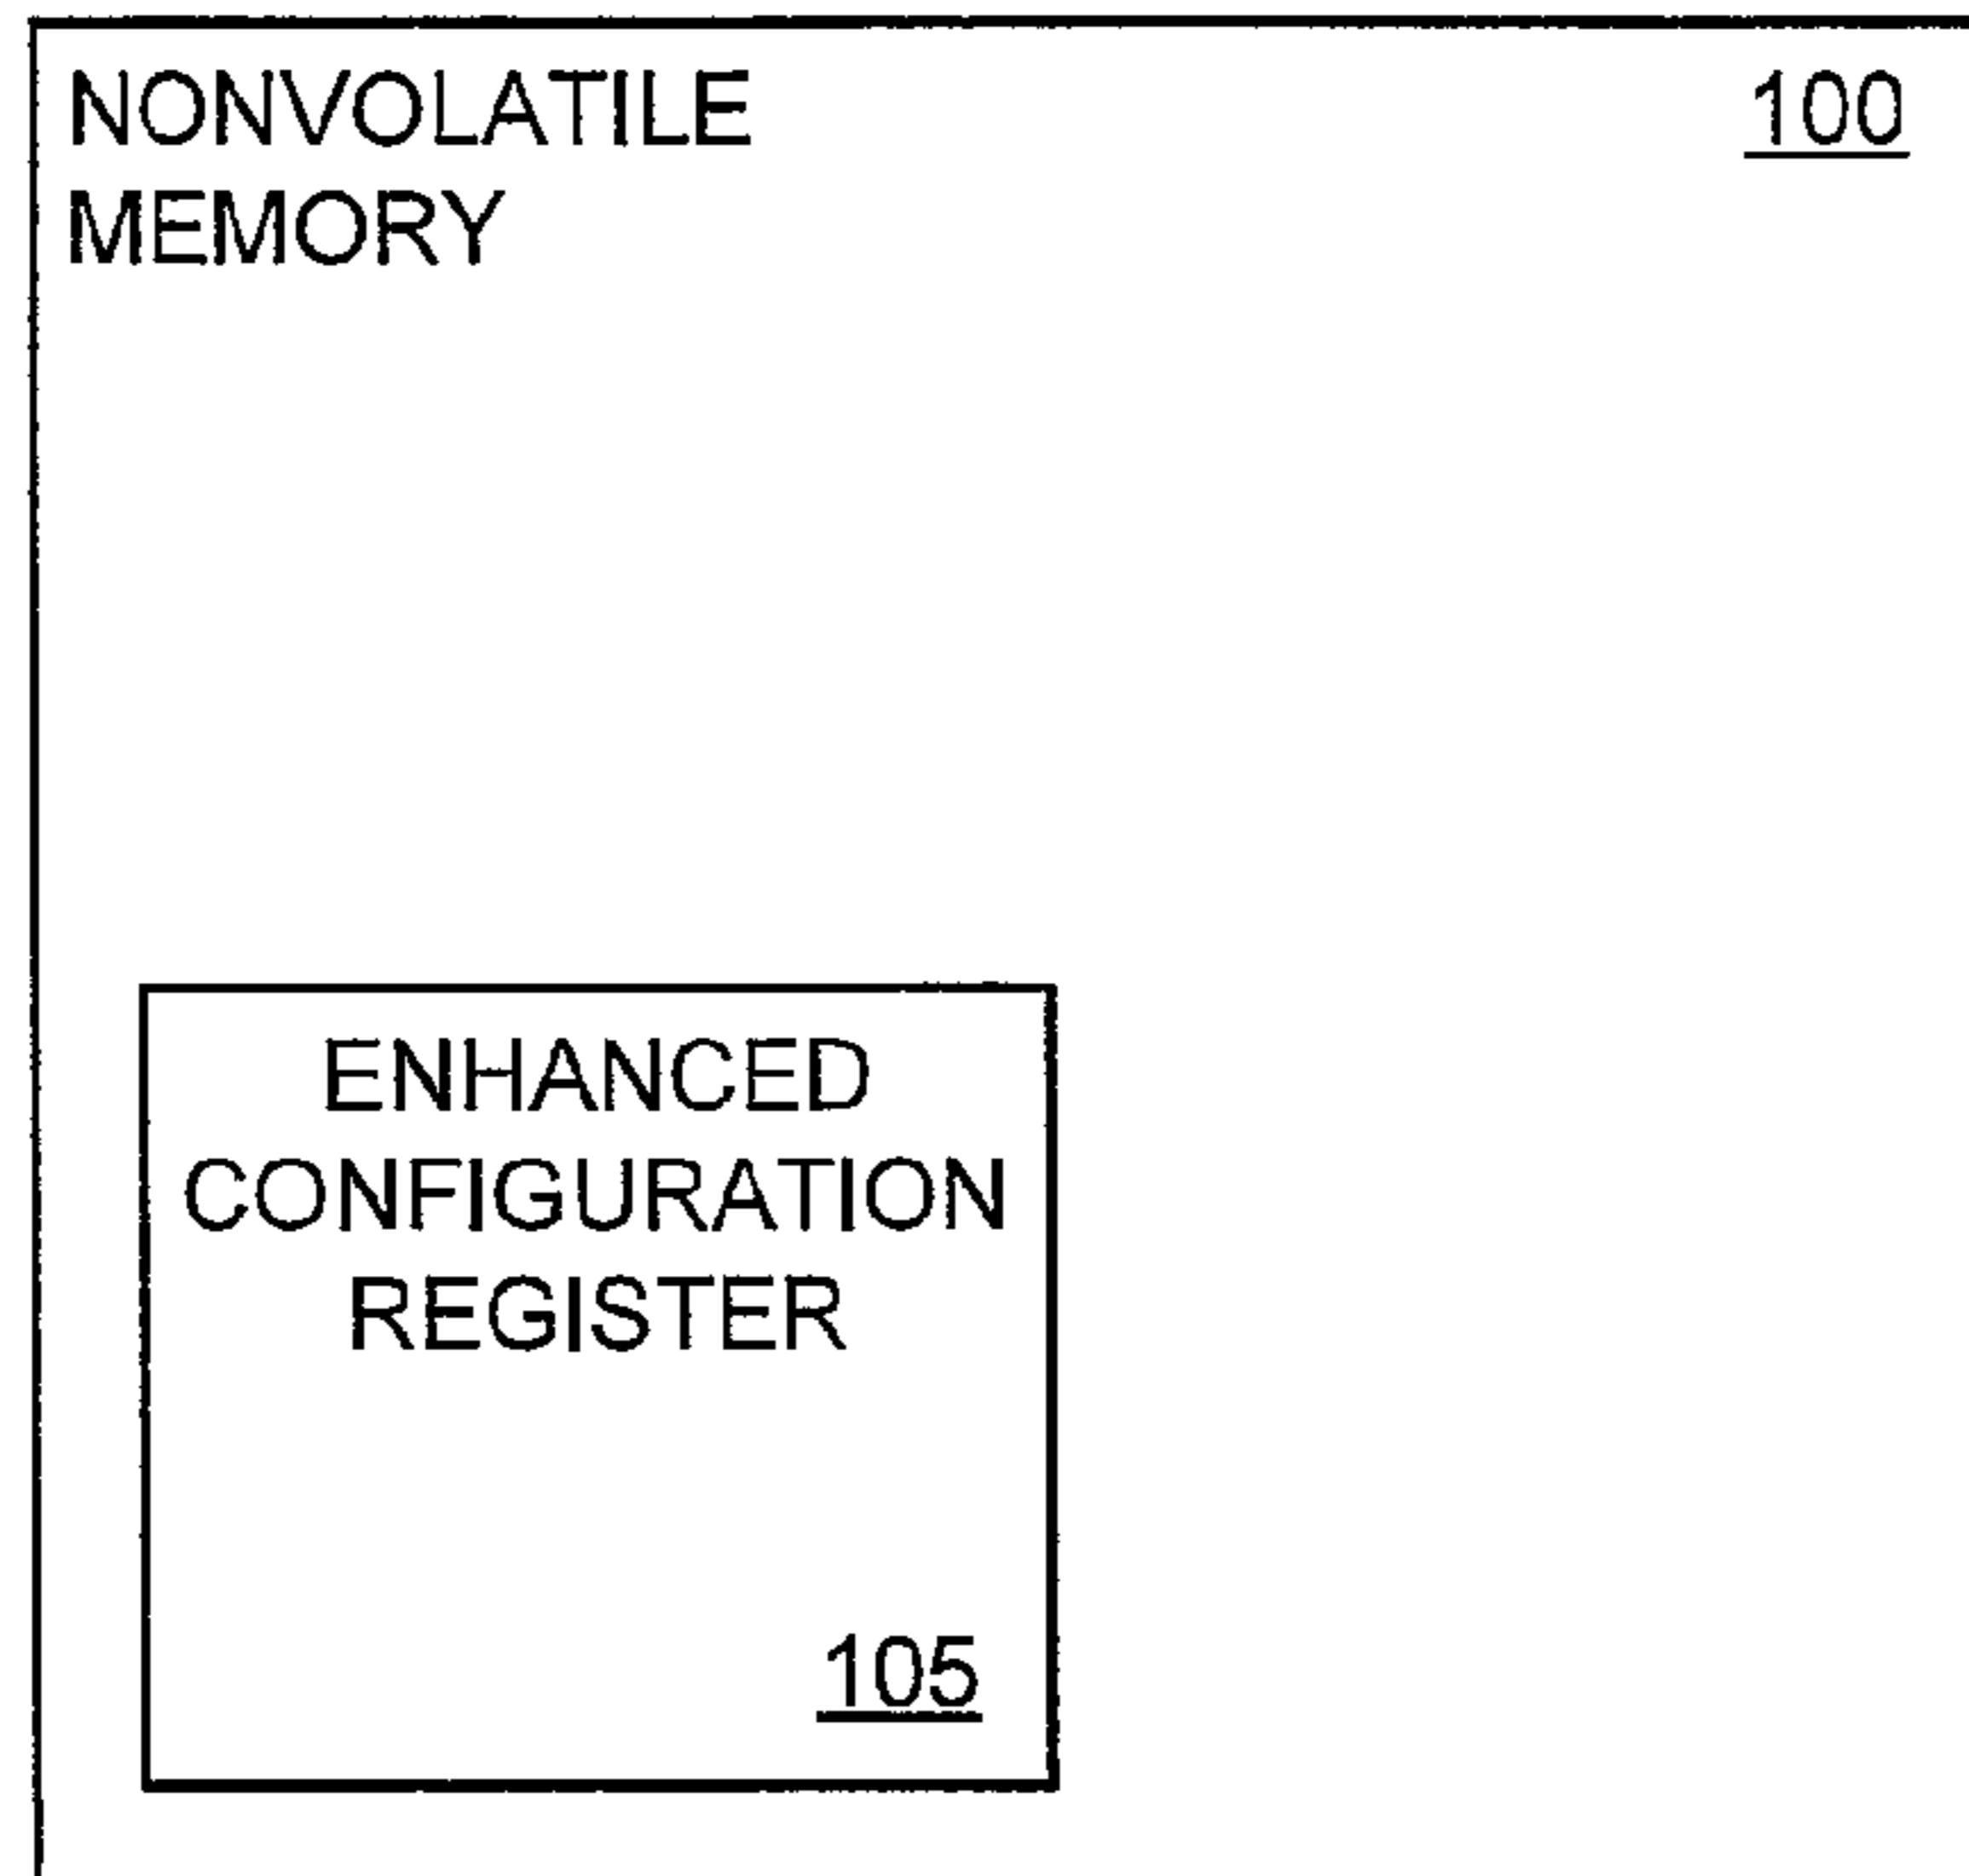 NONVOLATILE
MEMORY
100
ENHANCED
CONFIGURATION
REGISTER
105